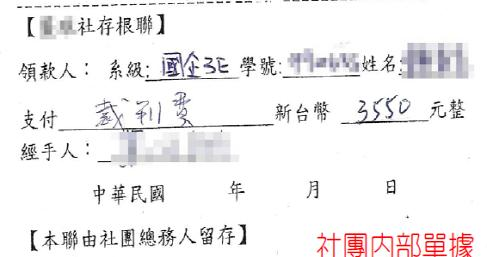 【社存根聯】
領款人： 系級：國企3E 學號： 姓名：
支付 裁判費 新台幣 3550 元整
經手人：
中華民國 年 月 日
【本聯由社團總務人留存】
社團內部單據